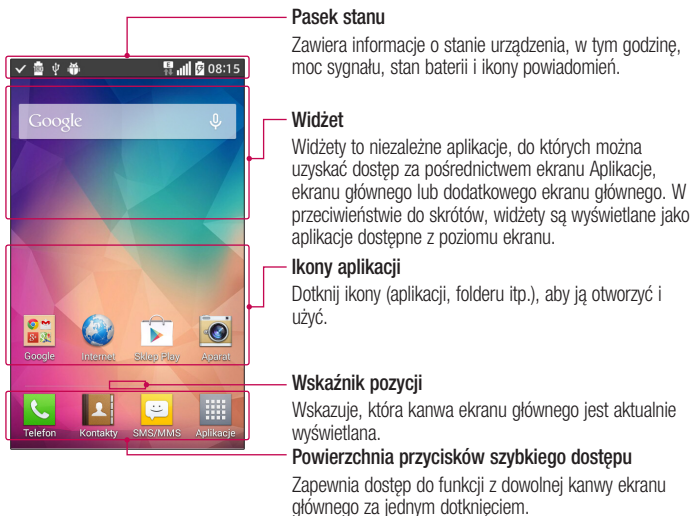 Pasek stanu
Zawiera informacje o stanie urządzenia, w tym godzinę,
moc sygnału, stan baterii i ikony powiadomień.
08:15
Google
Widżet
Widżety to niezależne aplikacje, do których można
uzyskać dostęp za pośrednictwem ekranu Aplikacje,
ekranu głównego lub dodatkowego ekranu głównego. W
przeciwieństwie do skrótów, widżety są wyświetlane jako
aplikacje dostępne z poziomu ekranu.
Ikony aplikacji
Dotknij ikony (aplikacji, folderu itp.), aby ją otworzyć i
użyć.
Google Internet Sklep Play Aparat
Wskaźnik pozycji
Wskazuje, która kanwa ekranu głównego jest aktualnie
wyświetlana.
Telefon Kontakty SMS/MMS Aplikacje
Powierzchnia przycisków szybkiego dostępu
Zapewnia dostęp do funkcji z dowolnej kanwy ekranu
głównego za jednym dotknięciem.